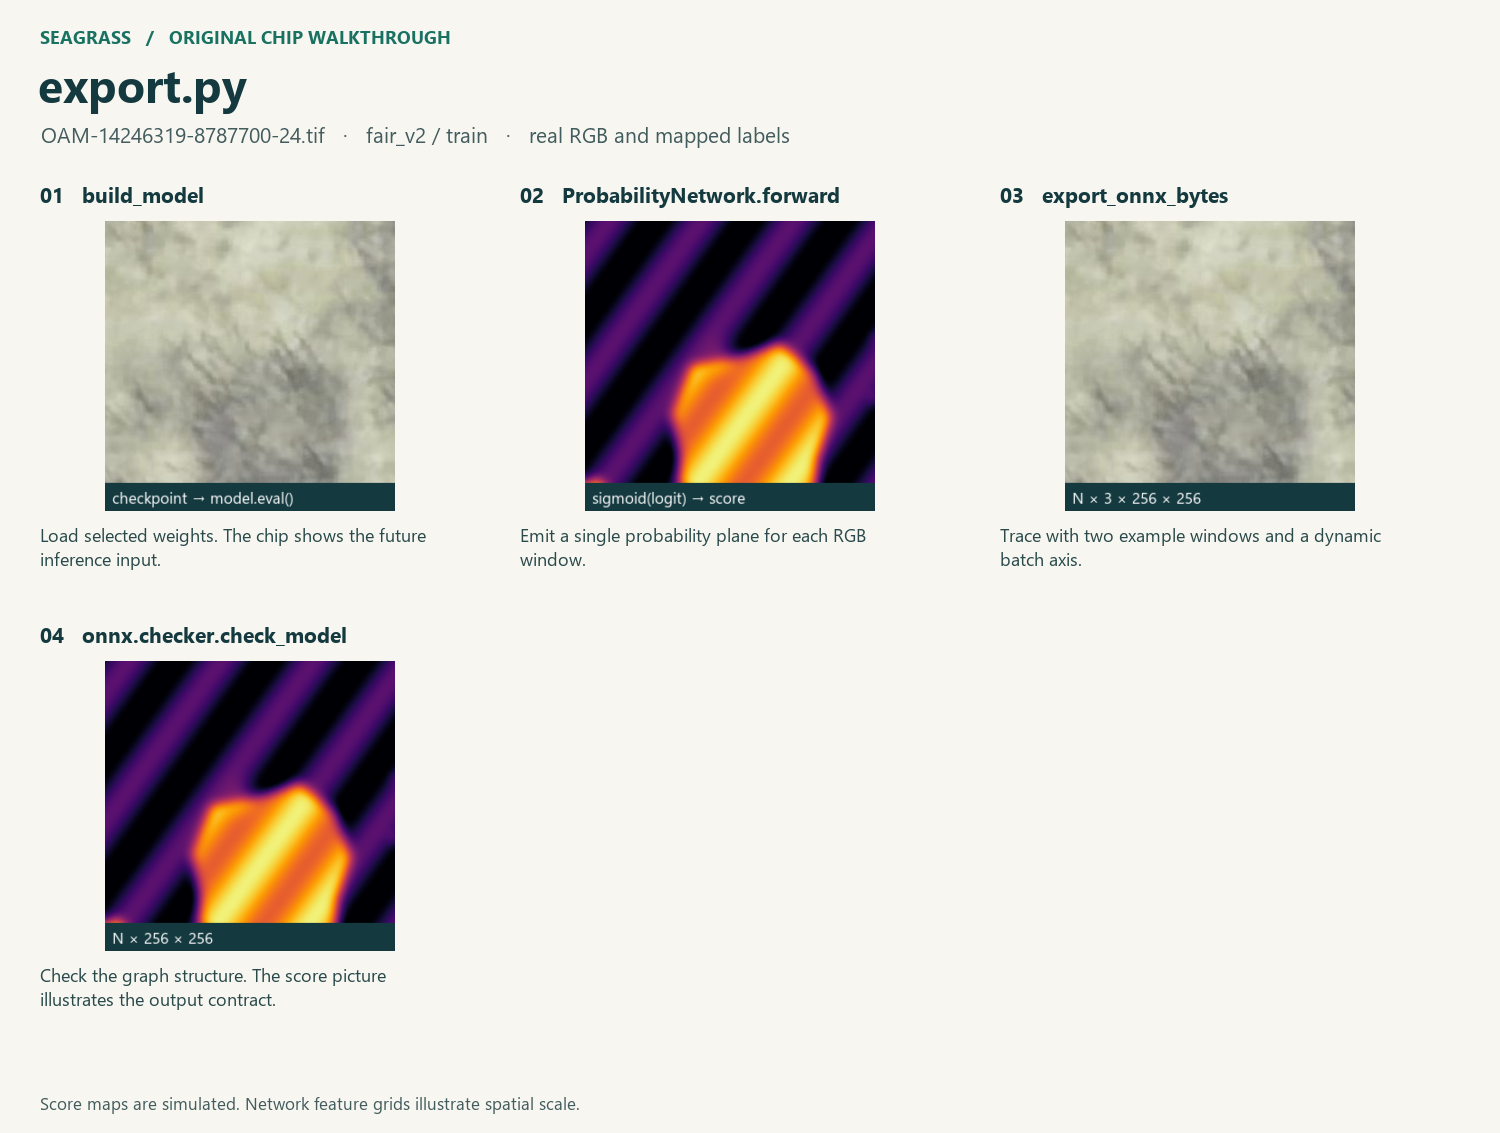 SEAGRASS / ORIGINAL CHIP WALKTHROUGH
export.py
OAM-14246319-8787700-24.tif · fair_v2 / train · real RGB and mapped labels
01 build_model
checkpoint → model.eval()
Load selected weights. The chip shows the future
inference input.
02 ProbabilityNetwork.forward
sigmoid(logit) → score
Emit a single probability plane for each RGB
window.
03 export_onnx_bytes
N × 3 × 256 × 256
Trace with two example windows and a dynamic
batch axis.
04 onnx.checker.check_model
N × 256 × 256
Check the graph structure. The score picture
illustrates the output contract.
Score maps are simulated. Network feature grids illustrate spatial scale.